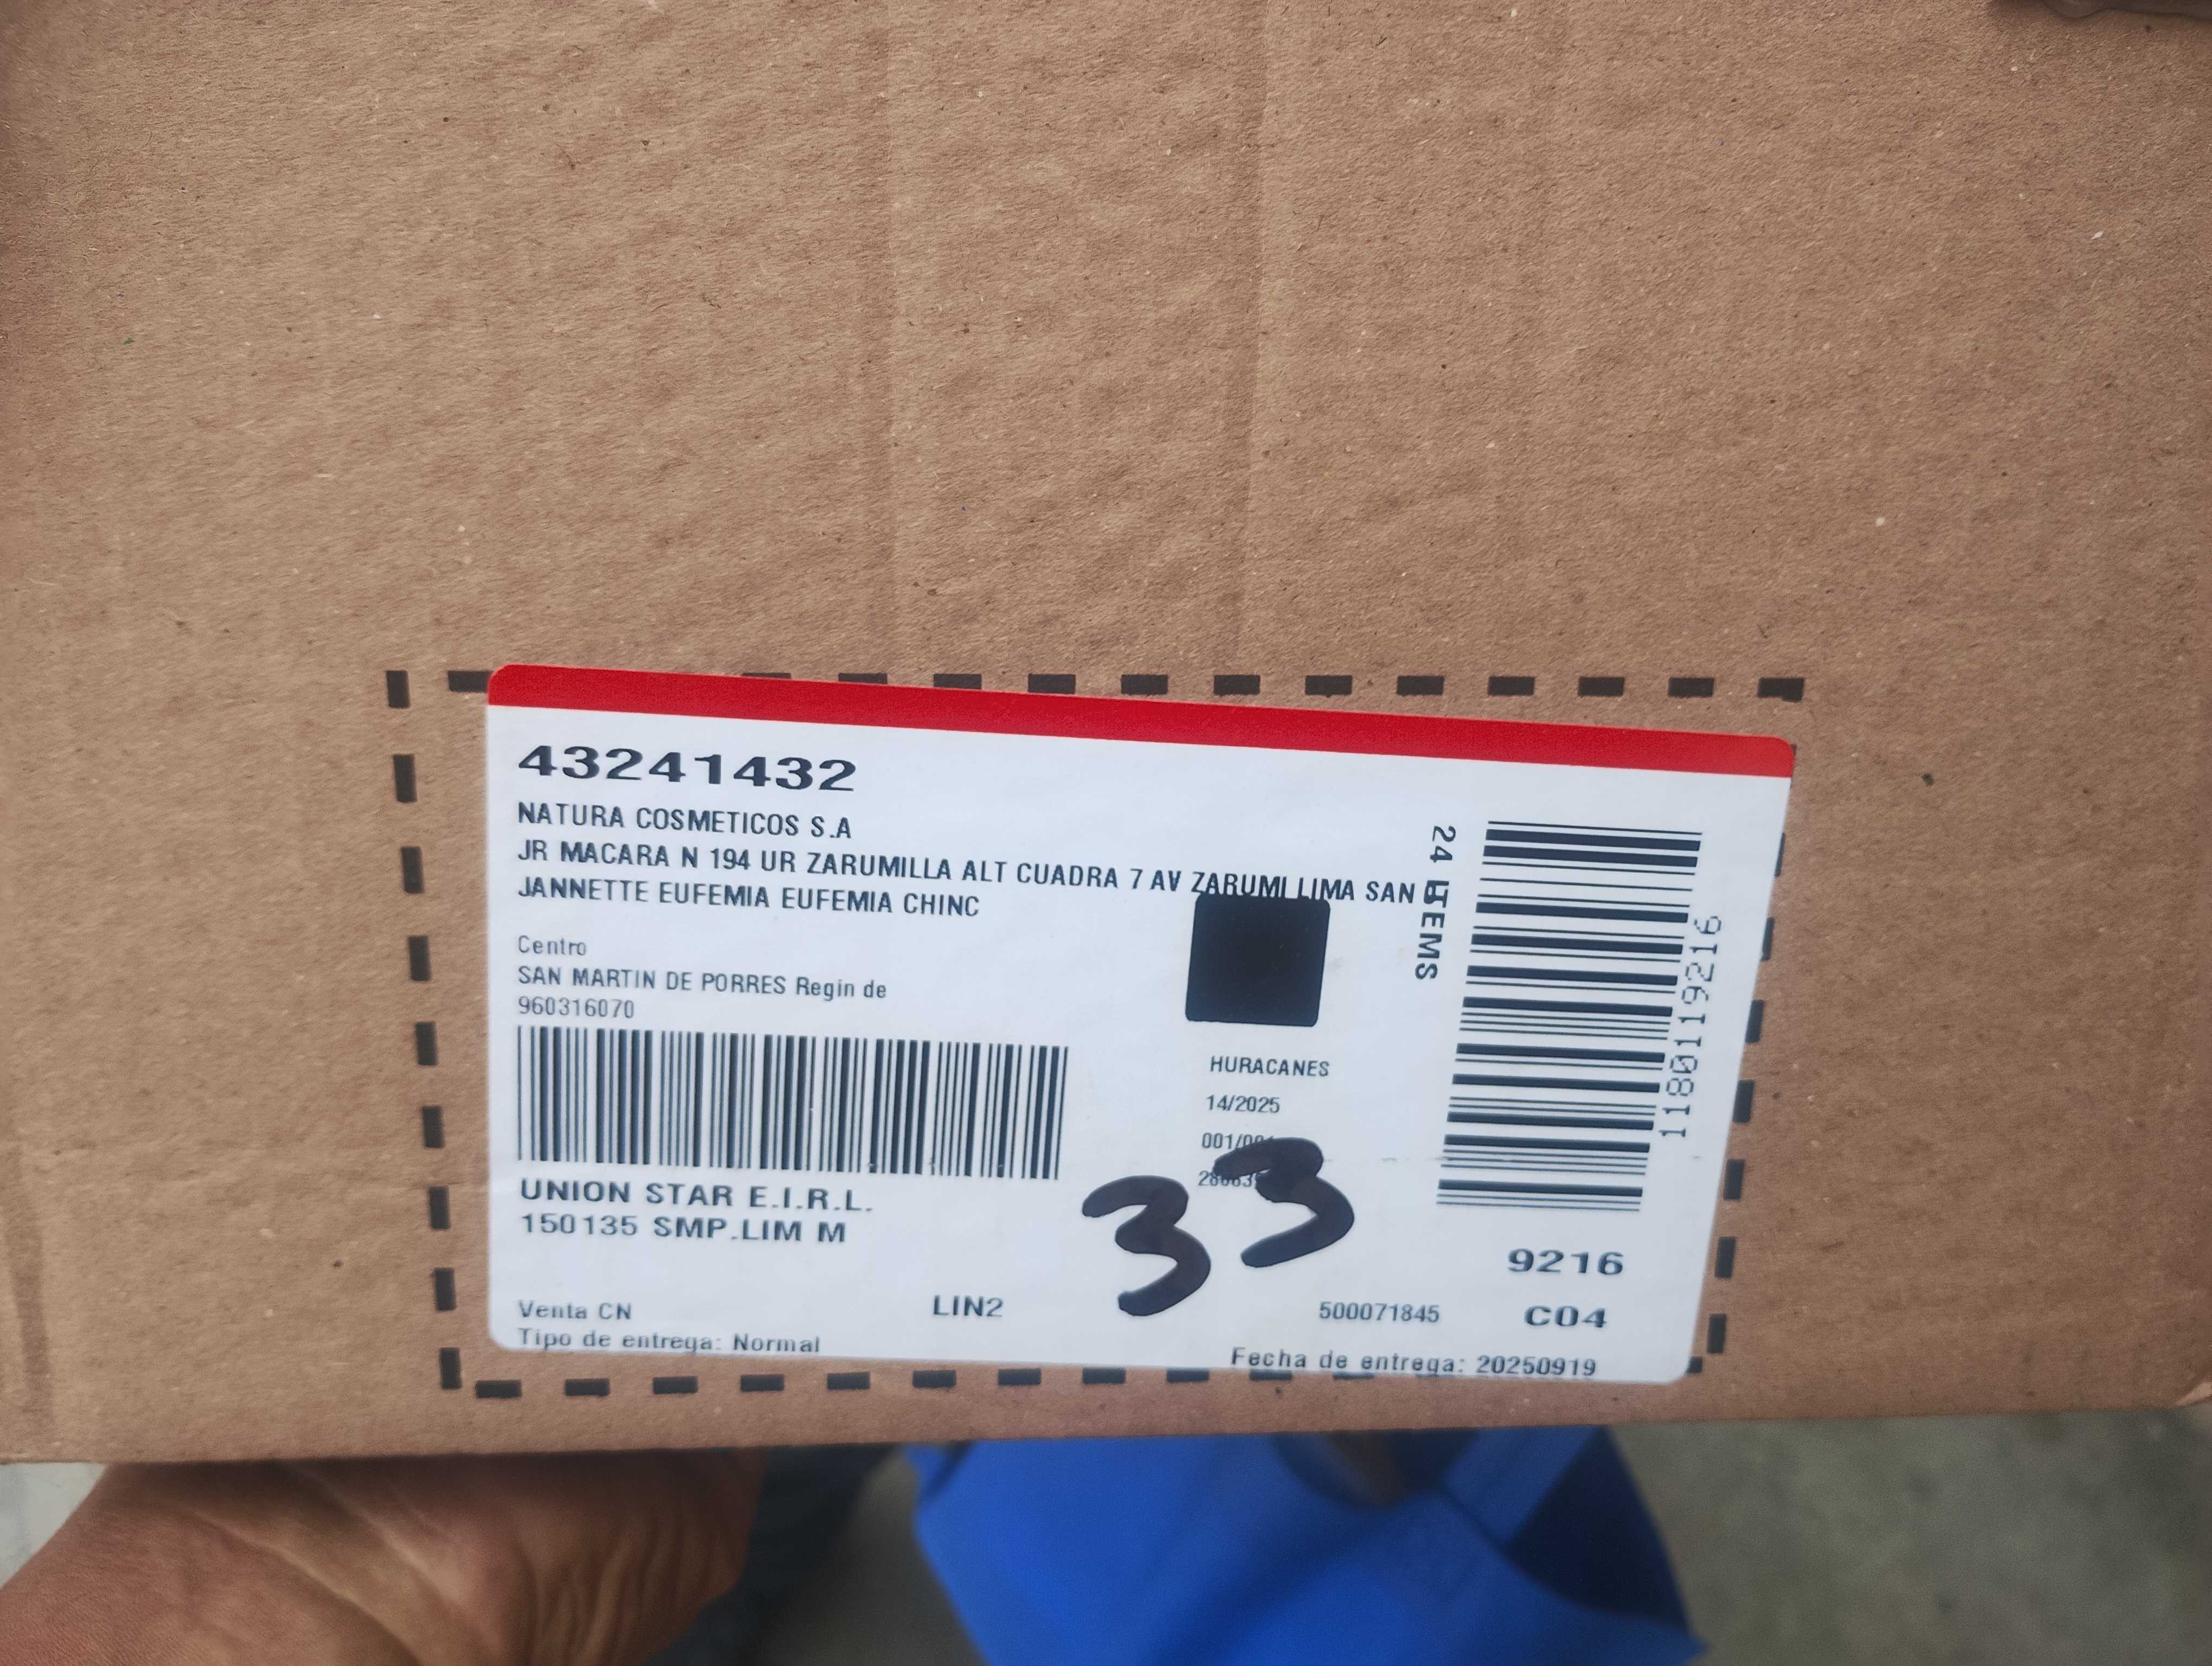 43241432
NATURA COSMETICOS S.A
JR MACARA N 194 UR ZARUMILLA ALT CUADRA 7 AV ZARUMI LIMA SAN
JANNETTE EUFEMIA EUFEMIA CHINC
Centro
SAN MARTIN DE PORRES Regin de
960316070
UNION STAR E.I.R.L.
150135 SMP.LIM M
Venta CN
LIN2
Tipo de entrega: Normal
HURACANES
14/2025
33
500071845
Fecha de entrega: 20250919
24 ITEMS
1180119216
9216
C04